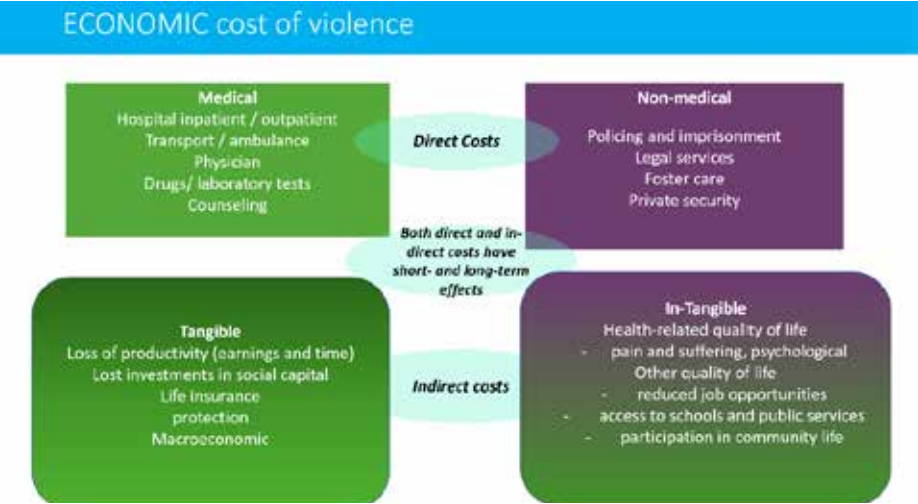 ECONOMIC cost of violence
Medical
Hospital inpatient / outpatient
Transport / ambulance
Physician
Drugs/ laboratory tests
Counseling
Direct Costs
Non-medical
Policing and imprisonment
Legal services
Foster care
Private security
Both direct and in-
direct costs have
short- and long-term
effects
Tangible
Loss of productivity (earnings and time)
Lost investments in social capital
Life insurance
protection
Macroeconomic
Indirect costs
In-Tangible
Health-related quality of life
- pain and suffering, psychological
Other quality of life
- reduced job opportunities
- access to schools and public services
- participation in community life